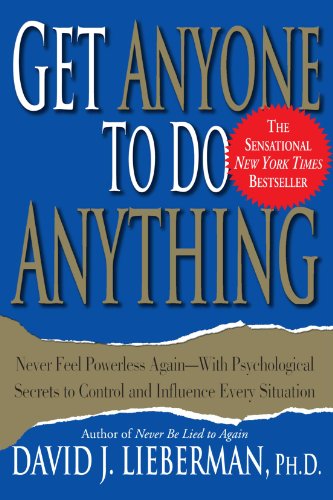 GET ANYONE
TO DO
ANYTHING
THE
SENSATIONAL
NEW YORK TIMES
BESTSELLER
Never Feel Powerless Again—With Psychological
Secrets to Control and Influence Every Situation
Author of Never Be Lied to Again
DAVID J. LIEBERMAN, PH.D.